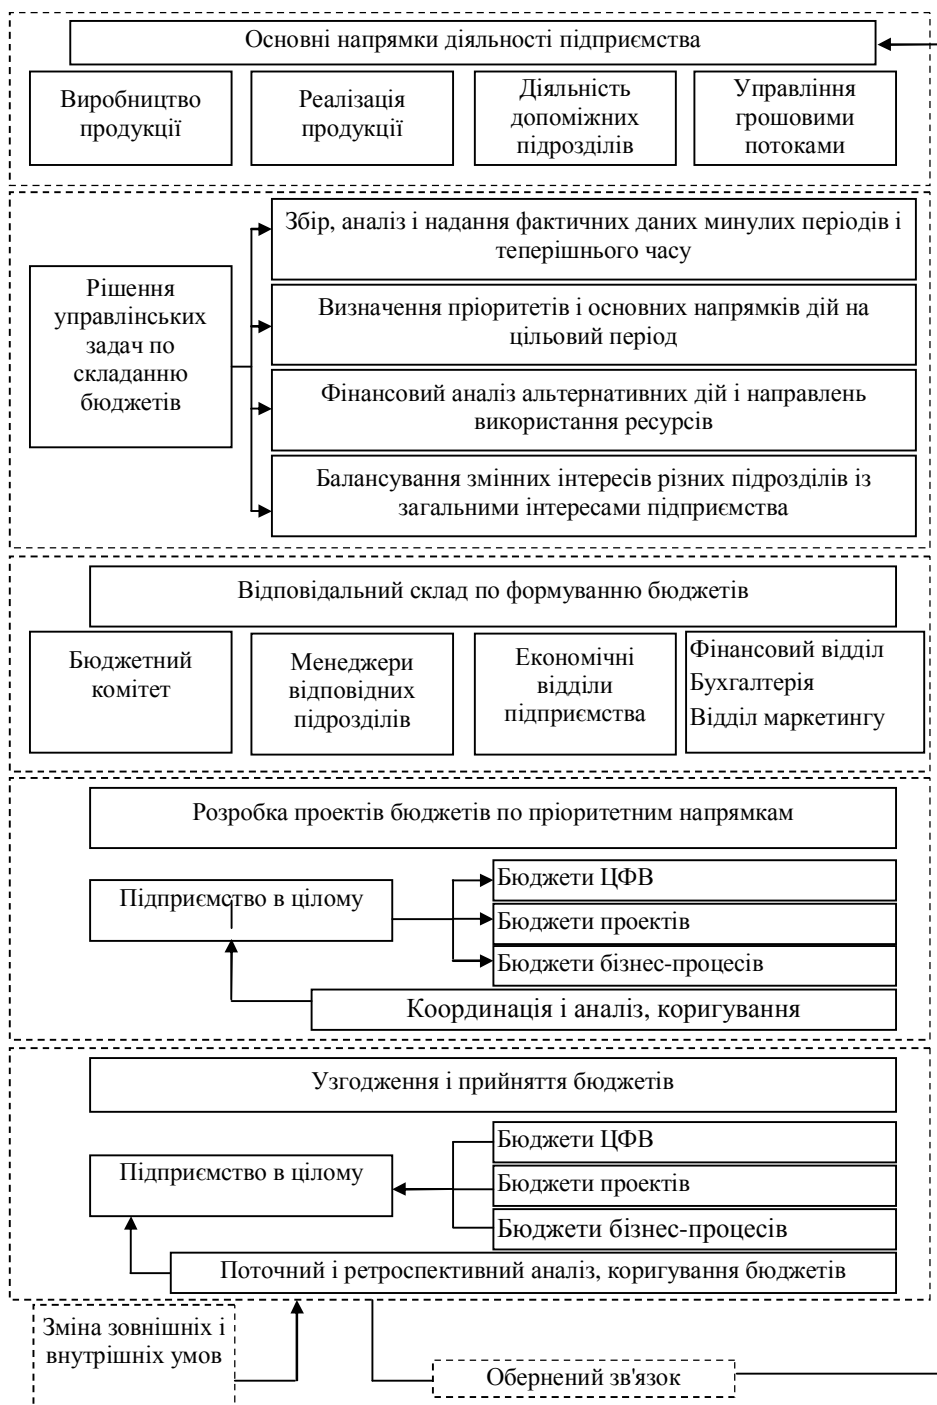 Основні напрямки діяльності підприємства
Виробництво
продукції
Реалізація
продукції
Діяльність
допоміжних
підрозділів
Управління
грошовими
потоками
Рішення
управлінських
задач по
складанню
бюджетів
Збір, аналіз і надання фактичних даних минулих періодів і
теперішнього часу
Визначення пріоритетів і основних напрямків дій на
цільовий період
Фінансовий аналіз альтернативних дій і направлень
використання ресурсів
Балансування змінних інтересів різних підрозділів із
загальними інтересами підприємства
Відповідальний склад по формуванню бюджетів
Бюджетний
комітет
Менеджери
відповідних
підрозділів
Економічні
відділи
підприємства
Фінансовий відділ
Бухгалтерія
Відділ маркетингу
Розробка проектів бюджетів по пріоритетним напрямкам
Підприємство в цілому
Бюджети ЦФВ
Бюджети проектів
Бюджети бізнес-процесів
Координація і аналіз, коригування
Узгодження і прийняття бюджетів
Підприємство в цілому
Бюджети ЦФВ
Бюджети проектів
Бюджети бізнес-процесів
Поточний і ретроспективний аналіз, коригування бюджетів
Зміна зовнішніх і
внутрішніх умов
Обернений зв'язок